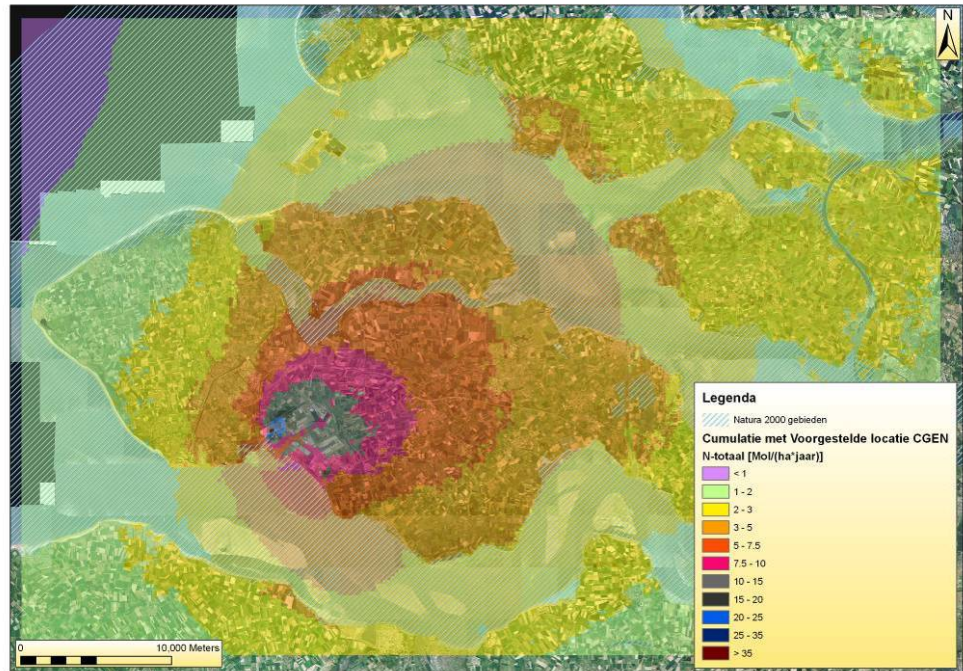 N
Legenda
Natura 2000 gebieden
Cumulatie met Voorgestelde locatie CGEN
N-totaal [Mol/(ha*jaar)]
< 1
1 - 2
2 - 3
3 - 5
5 - 7.5
7.5 - 10
10 - 15
15 - 20
20 - 25
25 - 35
> 35
0 10,000 Meters